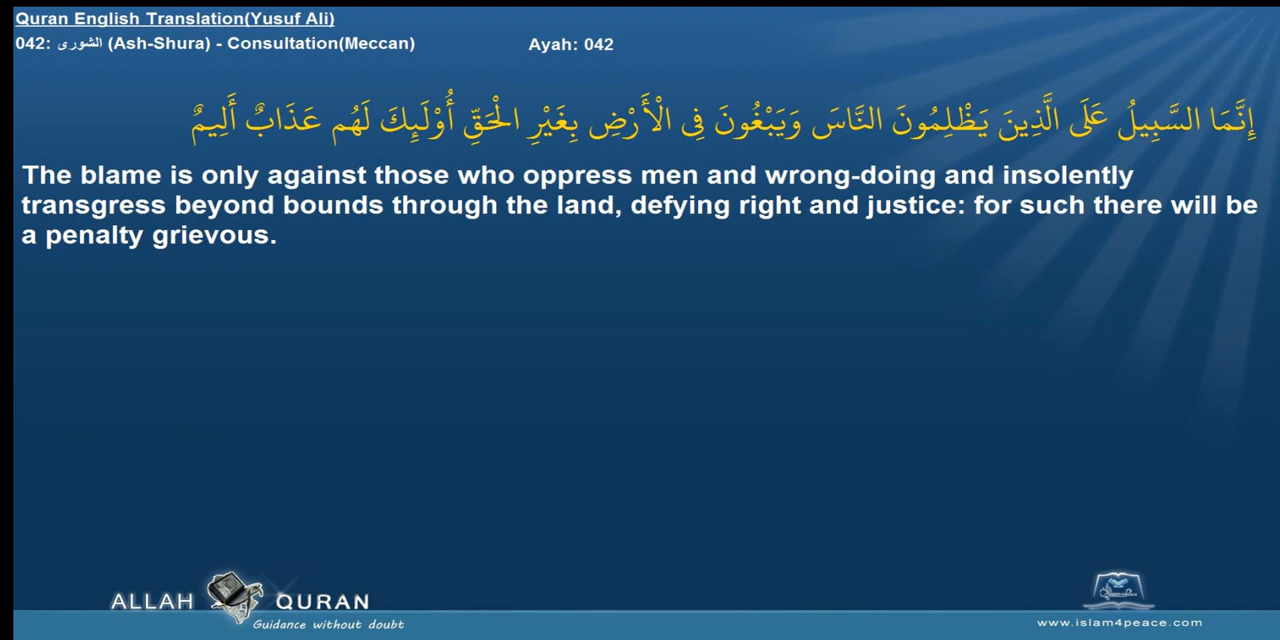 Quran English Translation(Yusuf Ali)
042: الشورى (Ash-Shura) - Consultation(Meccan) Ayah: 042
إِنَّمَا السَّبِيلُ عَلَى الَّذِينَ يَظْلِمُونَ النَّاسَ وَيَبْغُونَ فِى الْأَرْضِ بِغَيْرِ الْحَقِّ أُوْلَئِكَ لَهُم عَذَابٌ أَلِيمٌ
The blame is only against those who oppress men and wrong-doing and insolently
transgress beyond bounds through the land, defying right and justice: for such there will be
a penalty grievous.
ALLAH QURAN
Guidance without doubt
www.islam4peace.com